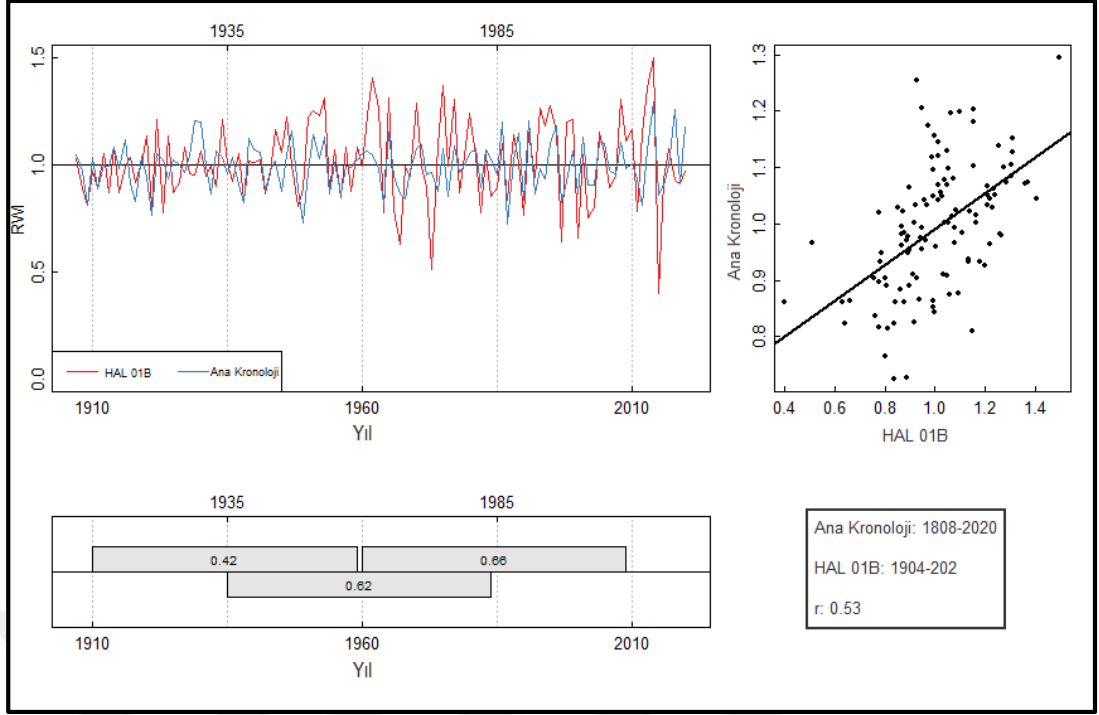 1935 1985
1.5
1.0
0.5
0.0
RWI
HAL 01B Ana Kronoloji
1910 1960 2010
Yıl
1.3
1.2
1.1
1.0
0.9
0.8
Ana Kronoloji
0.4 0.6 0.8 1.0 1.2 1.4
HAL 01B
1935 1985
0.42 0.66
0.62
1910 1960 2010
Yıl
Ana Kronoloji: 1808-2020
HAL 01B: 1904-202
r: 0.53